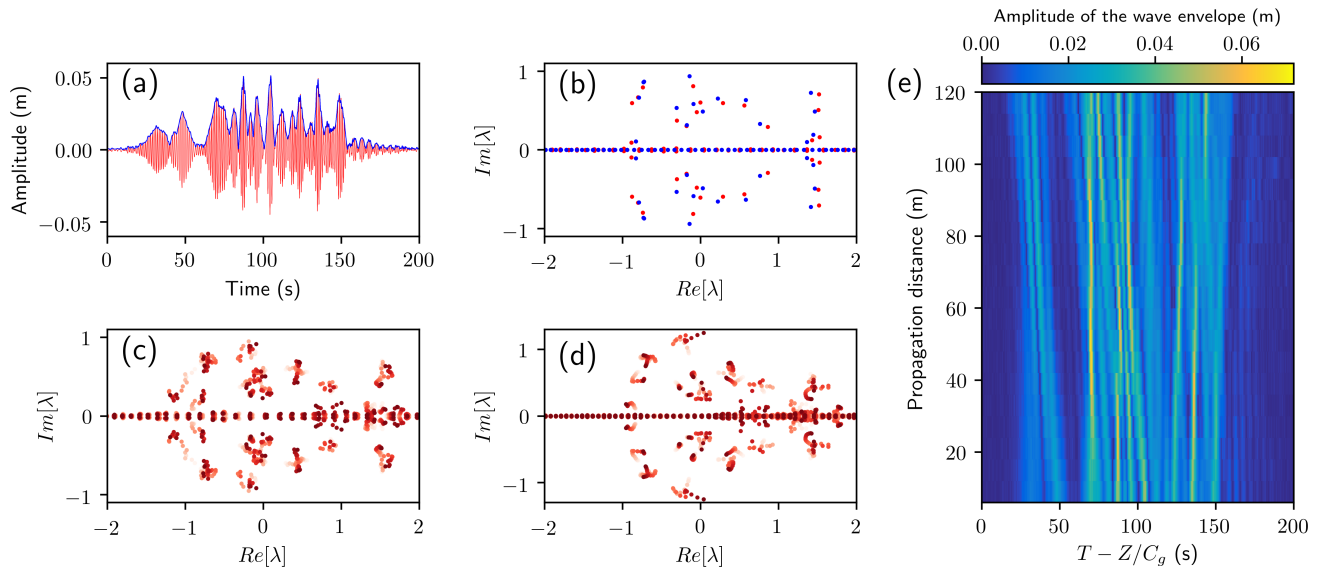 (a)
0.05
0.00
−0.05
Amplitude (m)
0 50 100 150 200
Time (s)
(b)
1
0
−1
Im[λ]
−2 −1 0 1 2
Re[λ]
(c)
1
0
−1
Im[λ]
−2 −1 0 1 2
Re[λ]
(d)
1
0
−1
Im[λ]
−2 −1 0 1 2
Re[λ]
Amplitude of the wave envelope (m)
0.00 0.02 0.04 0.06
(e)
120
100
80
60
40
20
Propagation distance (m)
0 50 100 150 200
T − Z/C_g (s)